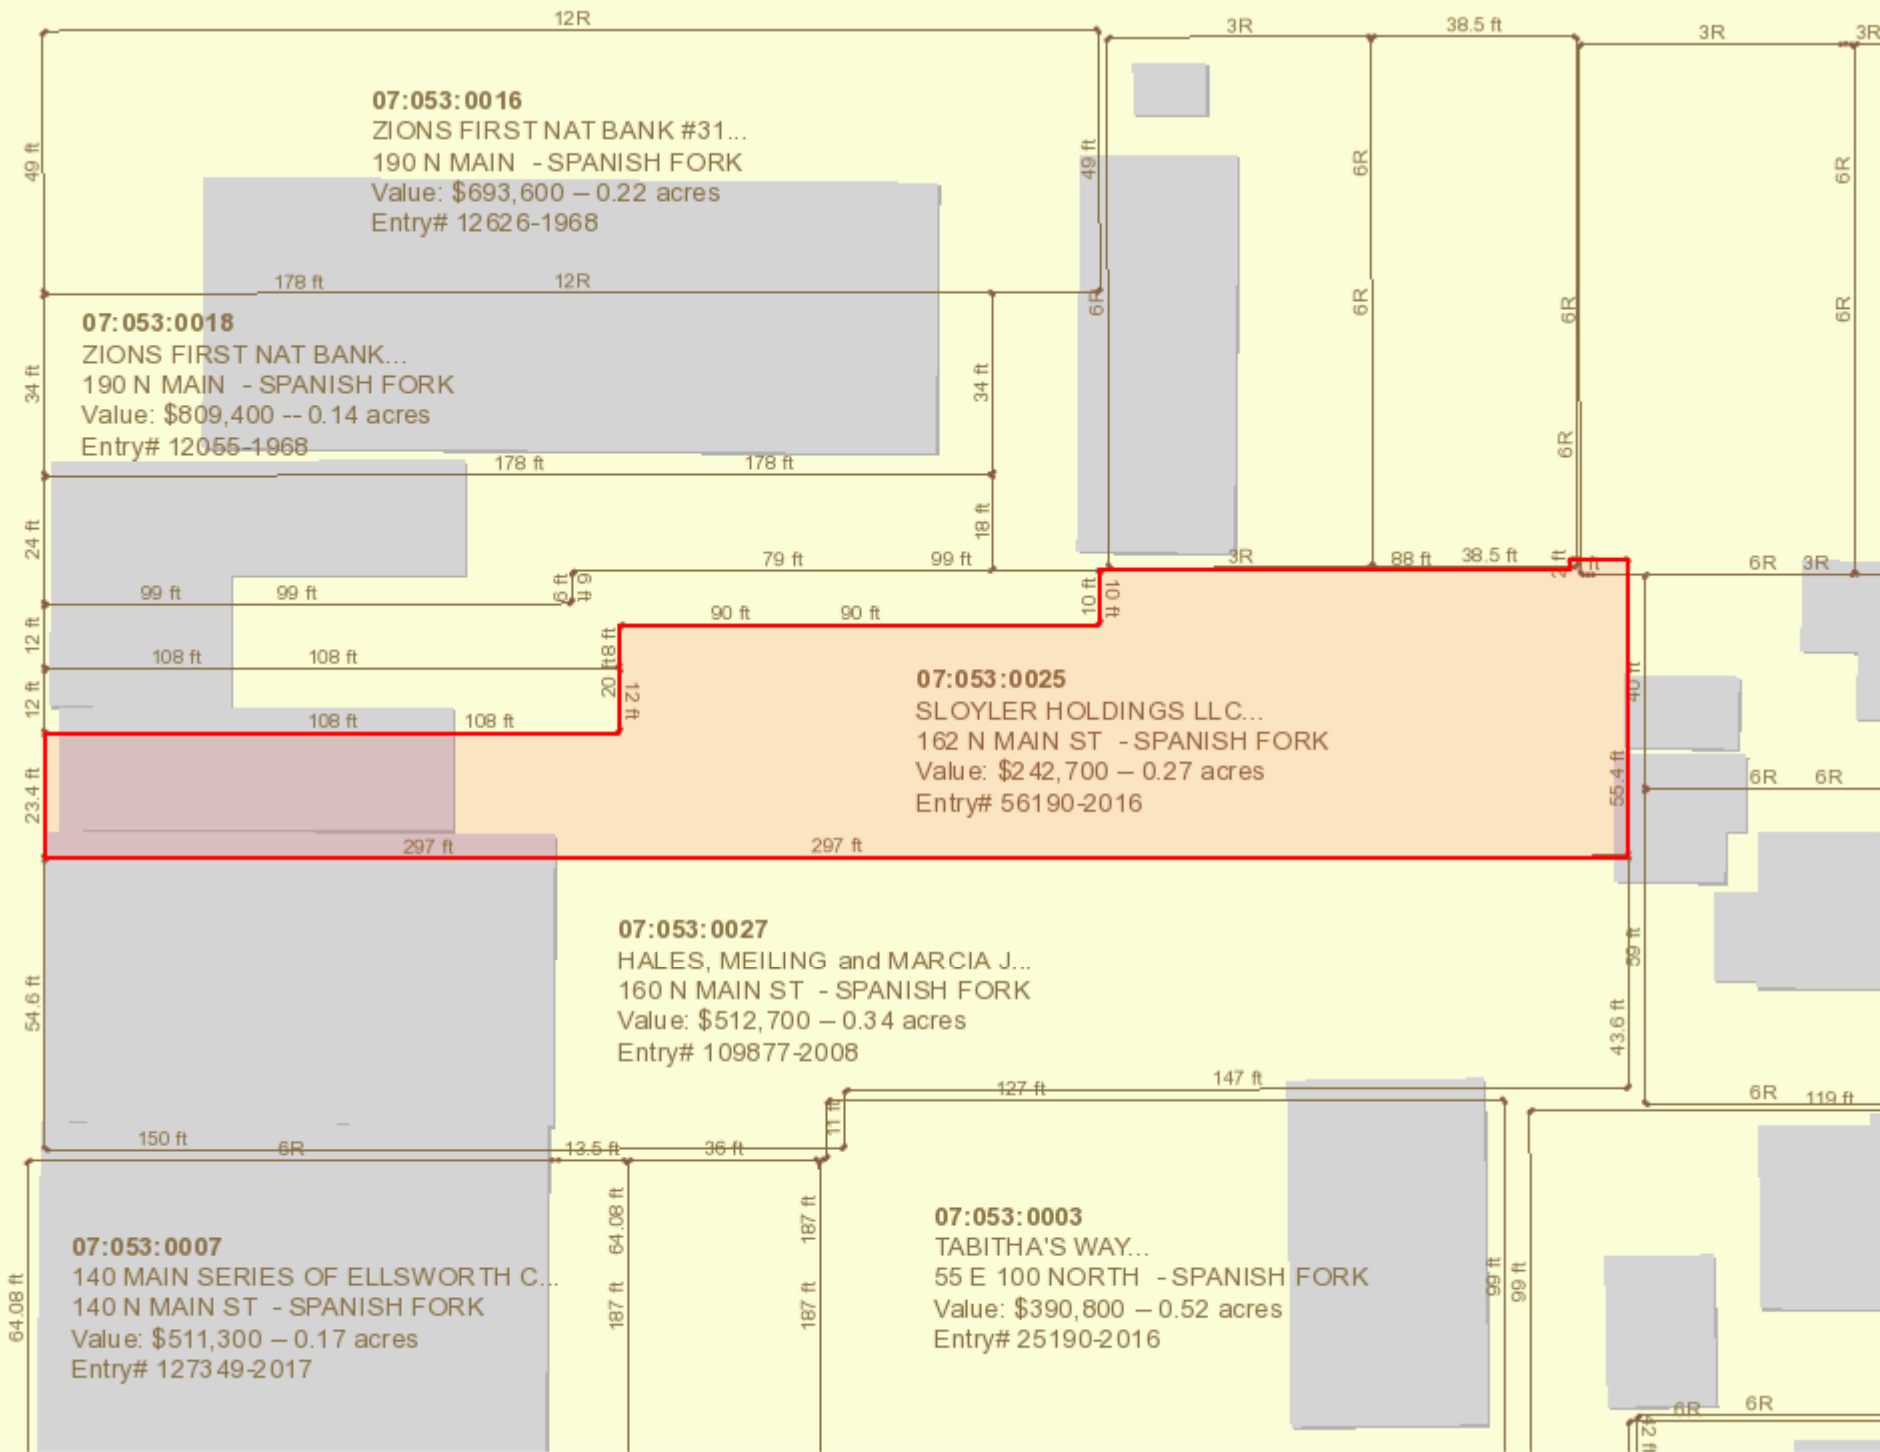 12R
3R
38.5 ft
3R
3R
07:053:0016
ZIONS FIRST NAT BANK #31...
190 N MAIN - SPANISH FORK
Value: $693,600 -- 0.22 acres
Entry# 12626-1968
49 ft
49 ft
6R
6R
178 ft
12R
6R
6R
6R
6R
07:053:0018
ZIONS FIRST NAT BANK...
190 N MAIN - SPANISH FORK
Value: $809,400 -- 0.14 acres
Entry# 12055-1968
34 ft
34 ft
6R
178 ft
178 ft
24 ft
18 ft
79 ft
99 ft
3R
88 ft
38.5 ft
2 ft
ft
6R
3R
99 ft
99 ft
6 ft
6 ft
10 ft
10 ft
90 ft
90 ft
12 ft
8 ft
108 ft
108 ft
20 ft
12 ft
12 ft
108 ft
108 ft
07:053:0025
SLOYLER HOLDINGS LLC...
162 N MAIN ST - SPANISH FORK
Value: $242,700 -- 0.27 acres
Entry# 56190-2016
40 ft
55.4 ft
6R
6R
23.4 ft
297 ft
297 ft
07:053:0027
HALES, MEILING and MARCIA J...
160 N MAIN ST - SPANISH FORK
Value: $512,700 -- 0.34 acres
Entry# 109877-2008
54.6 ft
59 ft
43.6 ft
127 ft
147 ft
6R
119 ft
11 ft
150 ft
6R
13.5 ft
36 ft
07:053:0007
140 MAIN SERIES OF ELLSWORTH C...
140 N MAIN ST - SPANISH FORK
Value: $511,300 -- 0.17 acres
Entry# 127349-2017
64.08 ft
64.08 ft
187 ft
187 ft
187 ft
07:053:0003
TABITHA'S WAY...
55 E 100 NORTH - SPANISH FORK
Value: $390,800 -- 0.52 acres
Entry# 25190-2016
99 ft
99 ft
6R
6R
42 ft